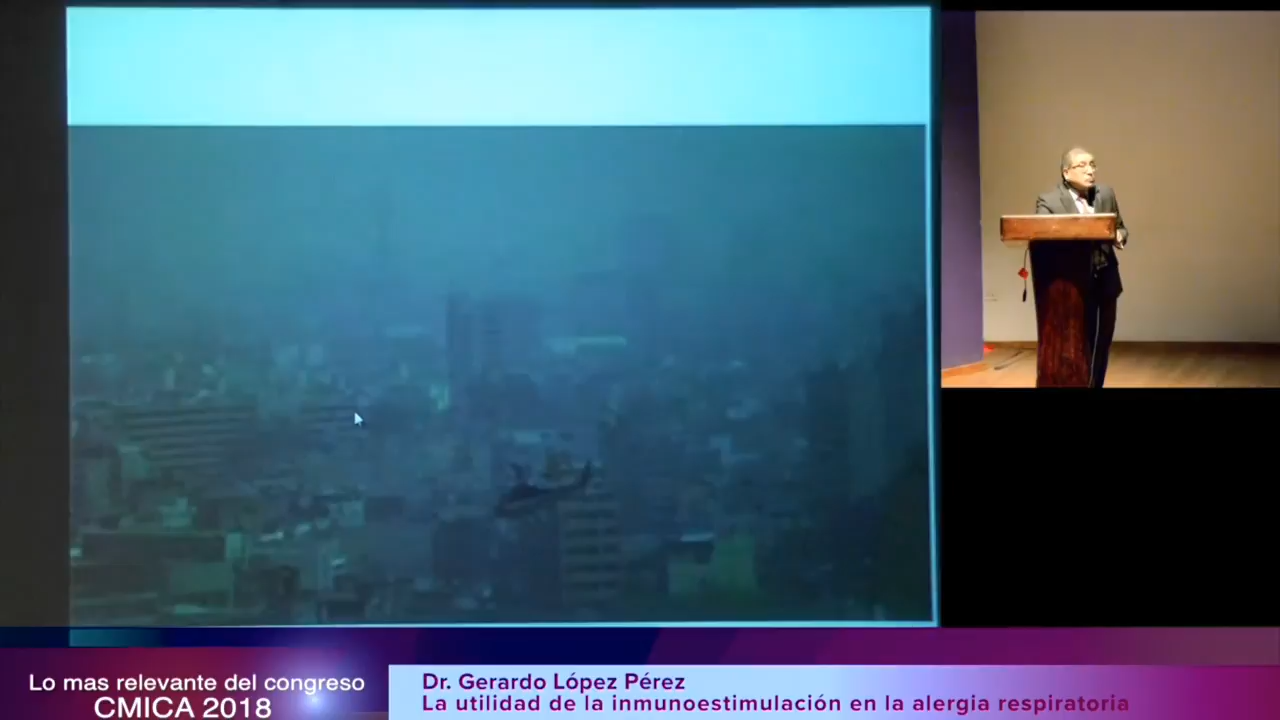 Lo mas relevante del congreso
CMICA 2018
Dr. Gerardo López Pérez
La utilidad de la inmunoestimulación en la alergia respiratoria